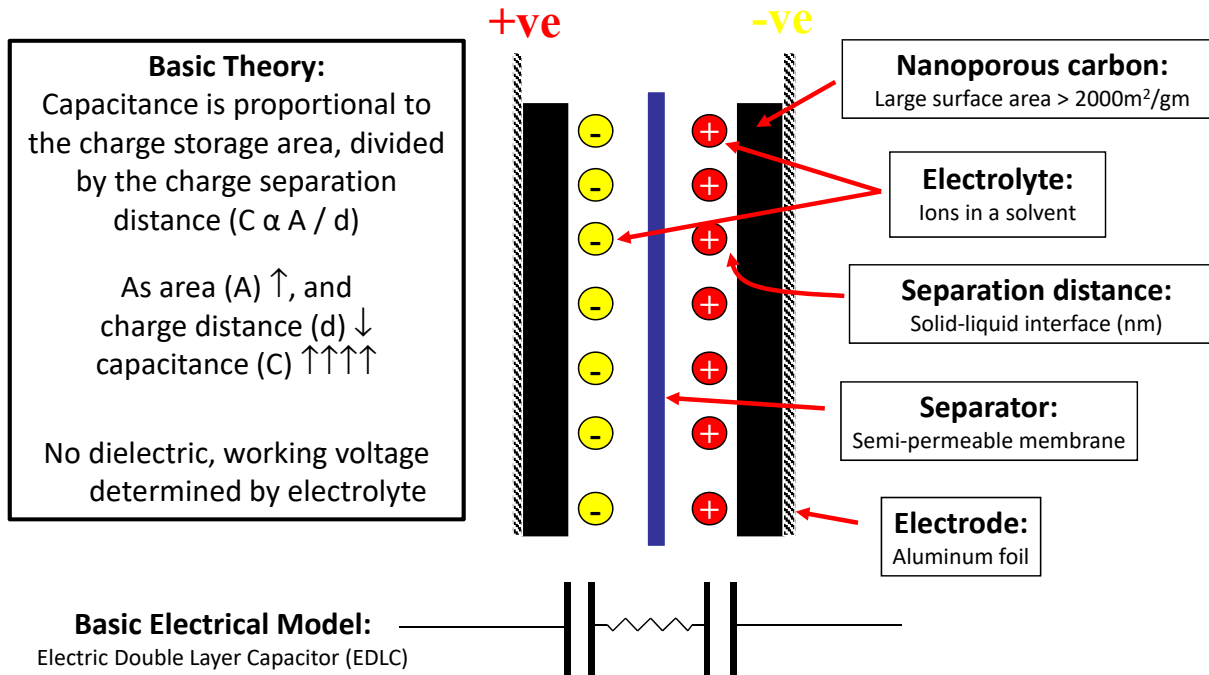 +ve
-ve
Basic Theory:
Capacitance is proportional to
the charge storage area, divided
by the charge separation
distance (C α A / d)
As area (A) ↑, and
charge distance (d) ↓
capacitance (C) ↑↑↑↑
No dielectric, working voltage
determined by electrolyte
Nanoporous carbon:
Large surface area > 2000m²/gm
Electrolyte:
Ions in a solvent
Separation distance:
Solid-liquid interface (nm)
Separator:
Semi-permeable membrane
Electrode:
Aluminum foil
- +
- +
- +
- +
- +
- +
- +
Basic Electrical Model:
Electric Double Layer Capacitor (EDLC)